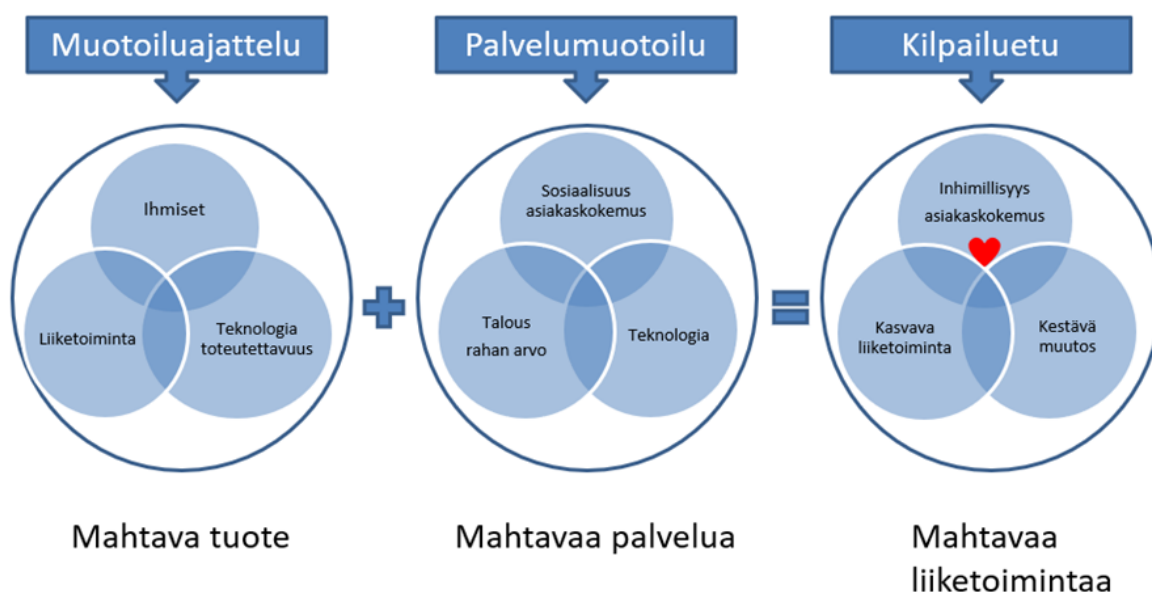 Muotoiluajattelu
Palvelumuotoilu
Kilpailuetu
Ihmiset
Liiketoiminta
Teknologia
toteutettavuus
Sosiaalisuus
asiakaskokemus
Talous
rahan arvo
Teknologia
Inhimillisyys
asiakaskokemus
Kasvava
liiketoiminta
Kestävä
muutos
Mahtava tuote
Mahtavaa palvelua
Mahtavaa
liiketoimintaa